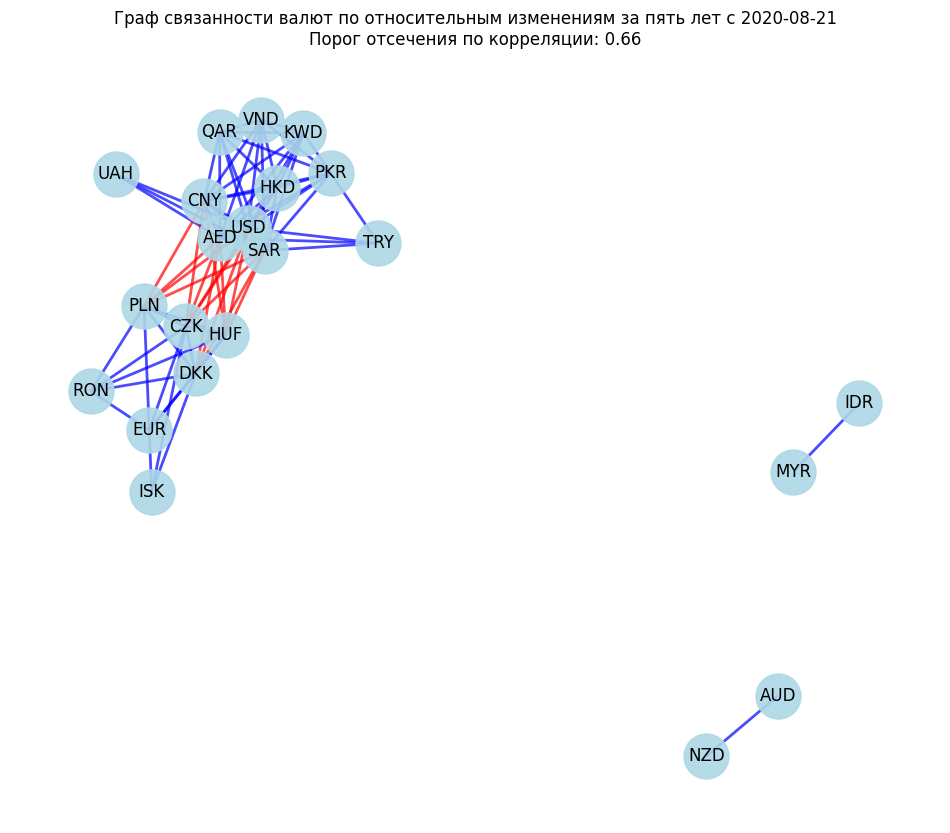 Граф связанности валют по относительным изменениям за пять лет с 2020-08-21
Порог отсечения по корреляции: 0.66
VND
QAR
KWD
UAH
PKR
HKD
CNY
USD
AED
TRY
SAR
PLN
CZK
HUF
DKK
RON
IDR
EUR
MYR
ISK
AUD
NZD